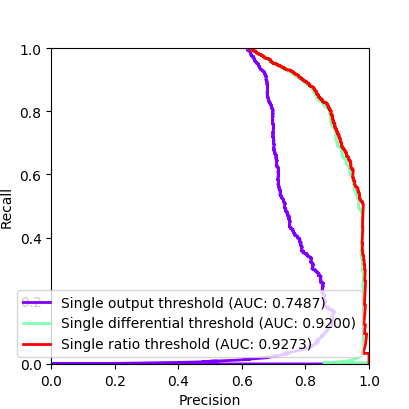 1.0
0.8
0.6
0.4
0.2
0.0
Recall
Single output threshold (AUC: 0.7487)
Single differential threshold (AUC: 0.9200)
Single ratio threshold (AUC: 0.9273)
0.0 0.2 0.4 0.6 0.8 1.0
Precision